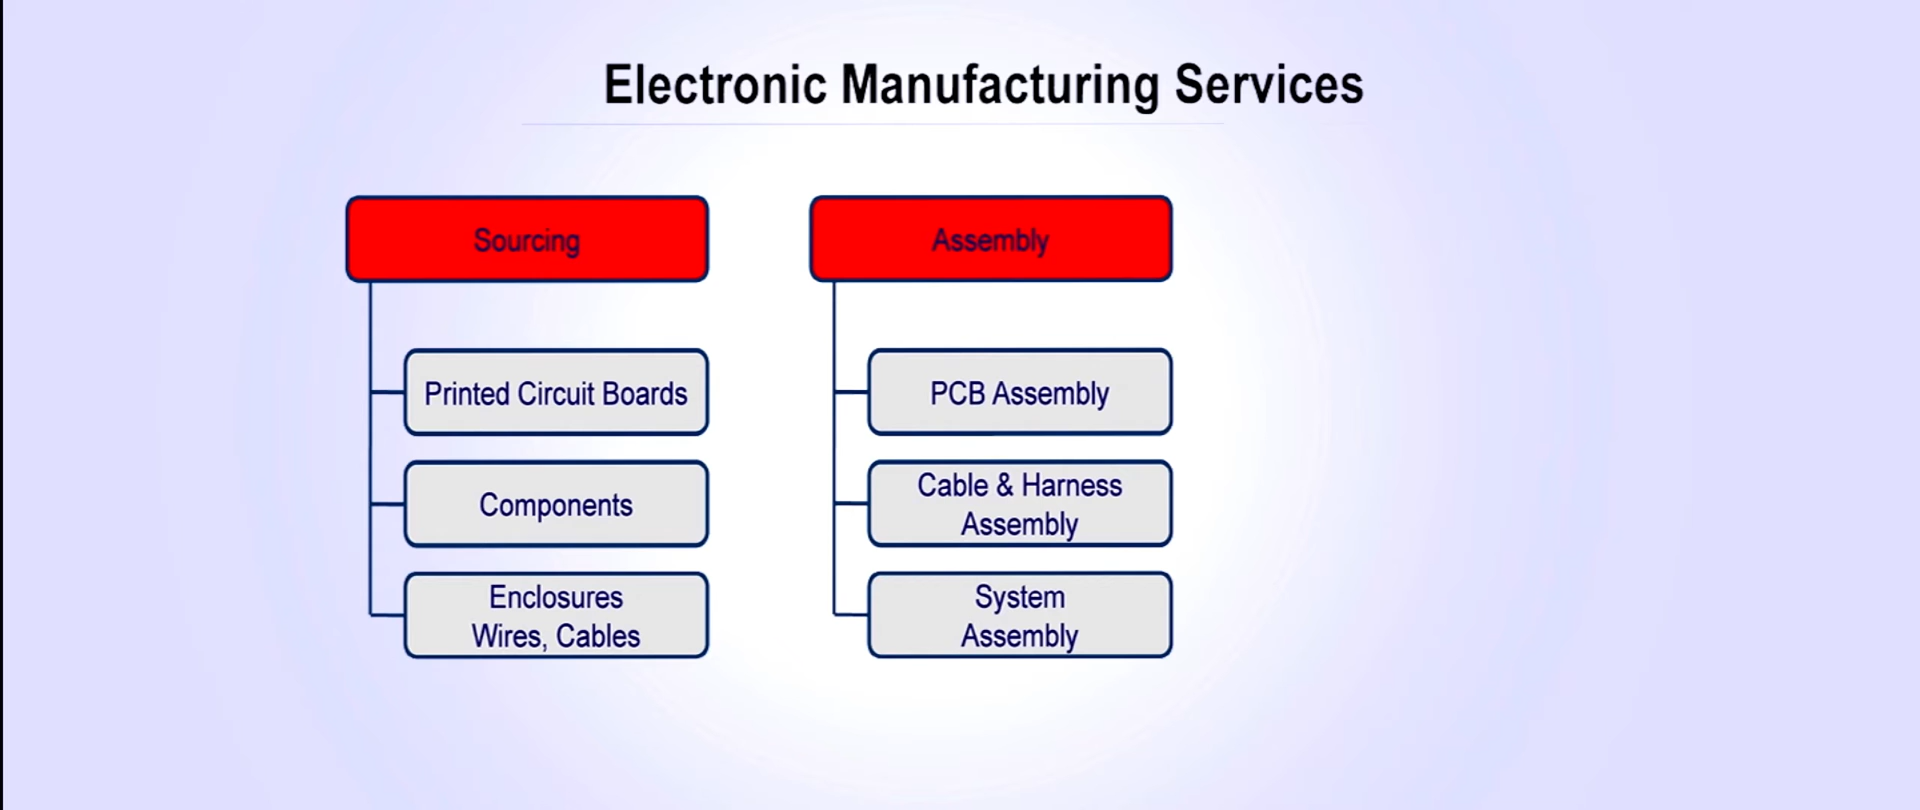 Electronic Manufacturing Services
Sourcing
Printed Circuit Boards
Components
Enclosures
Wires, Cables
Assembly
PCB Assembly
Cable & Harness
Assembly
System
Assembly